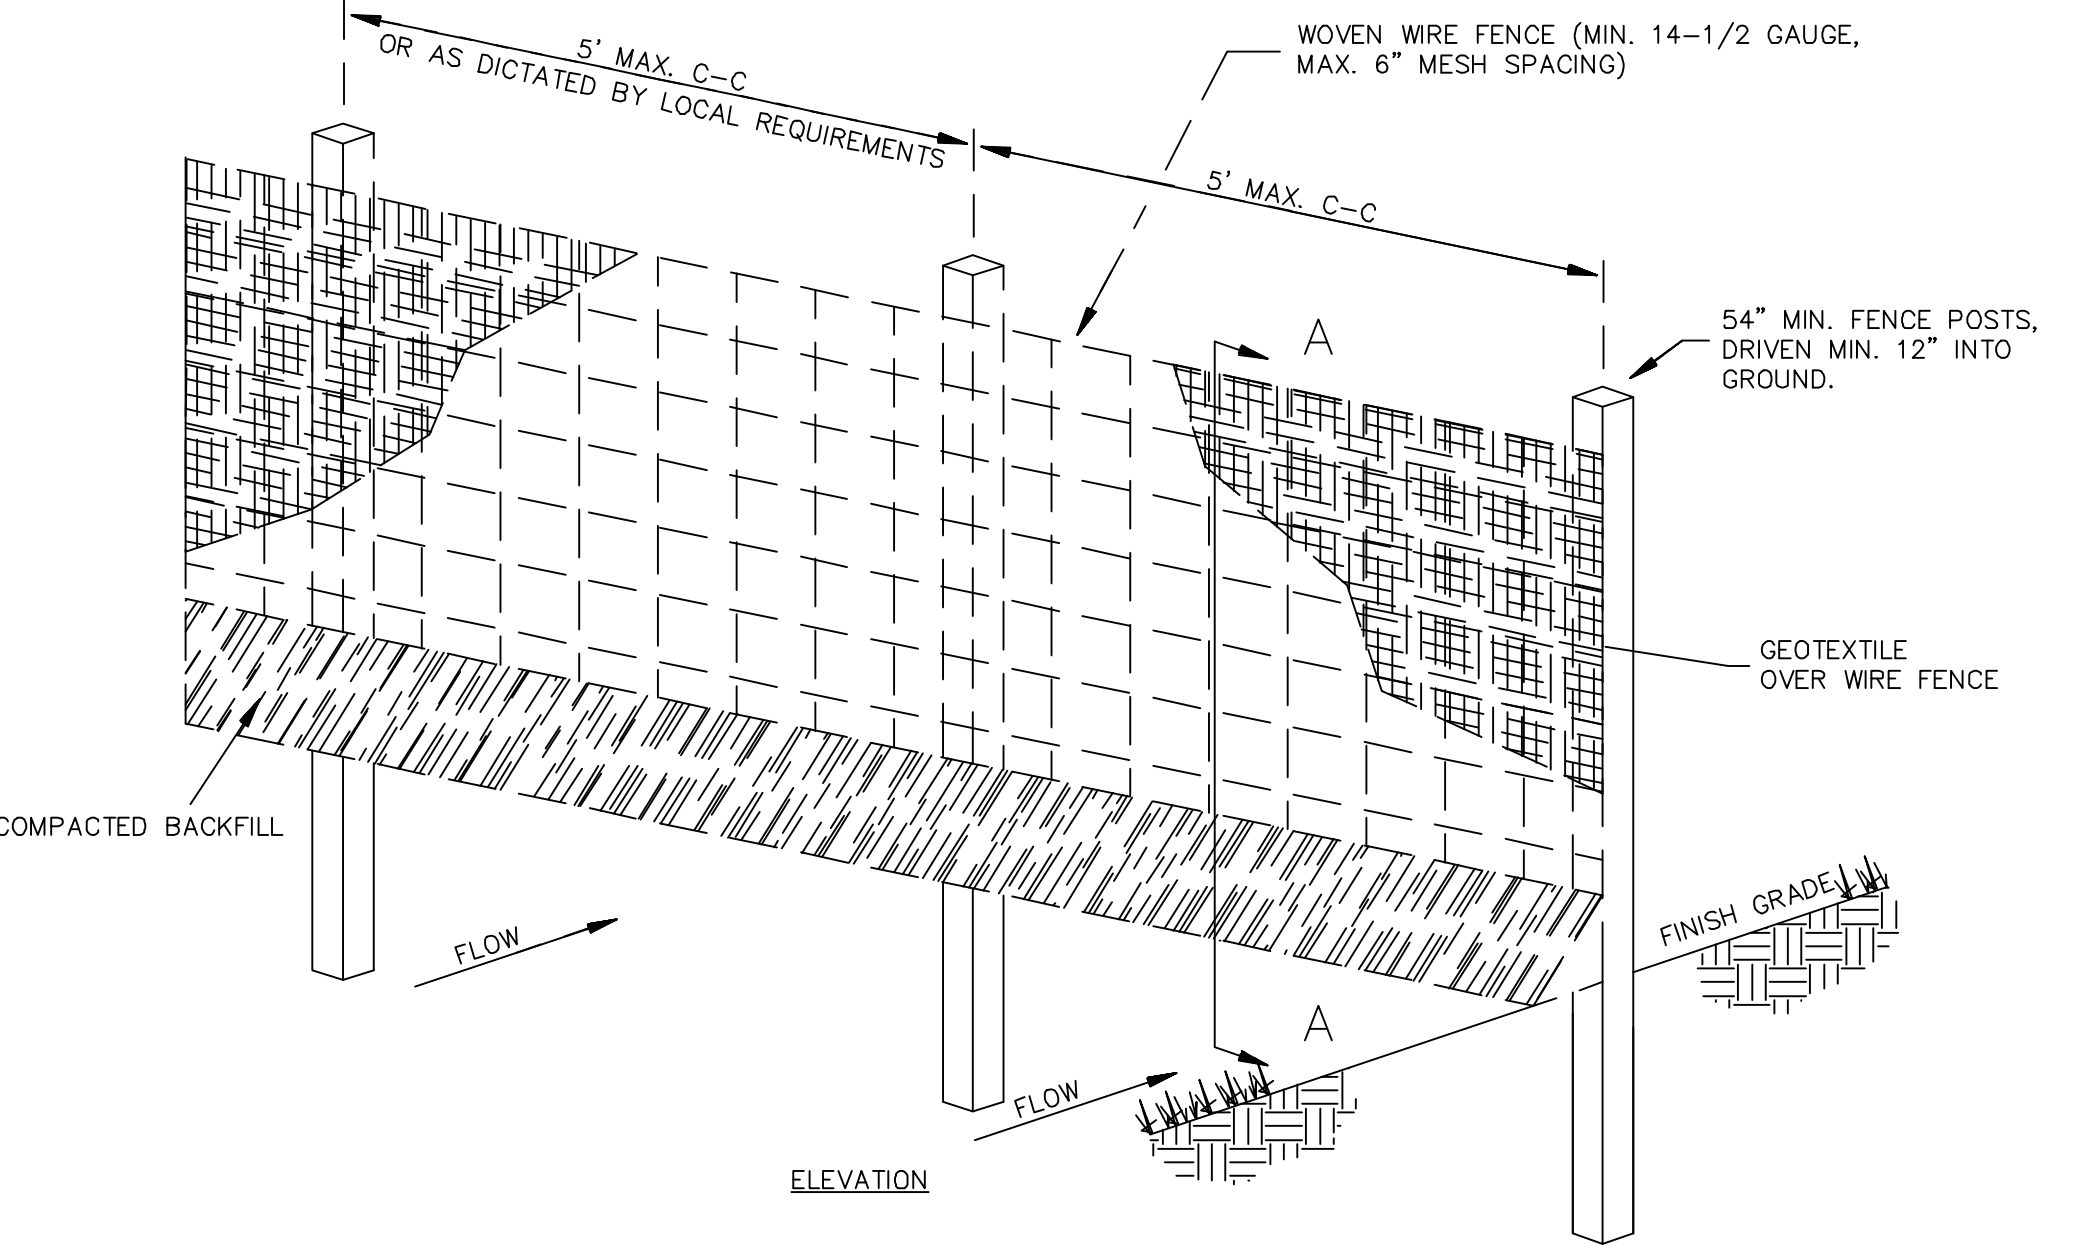 WOVEN WIRE FENCE (MIN. 14-1/2 GAUGE,
MAX. 6" MESH SPACING)
5' MAX. C-C
OR AS DICTATED BY LOCAL REQUIREMENTS
5' MAX. C-C
54" MIN. FENCE POSTS,
DRIVEN MIN. 12" INTO
GROUND.
A
GEOTEXTILE
OVER WIRE FENCE
COMPACTED BACKFILL
FINISH GRADE
FLOW
A
FLOW
ELEVATION